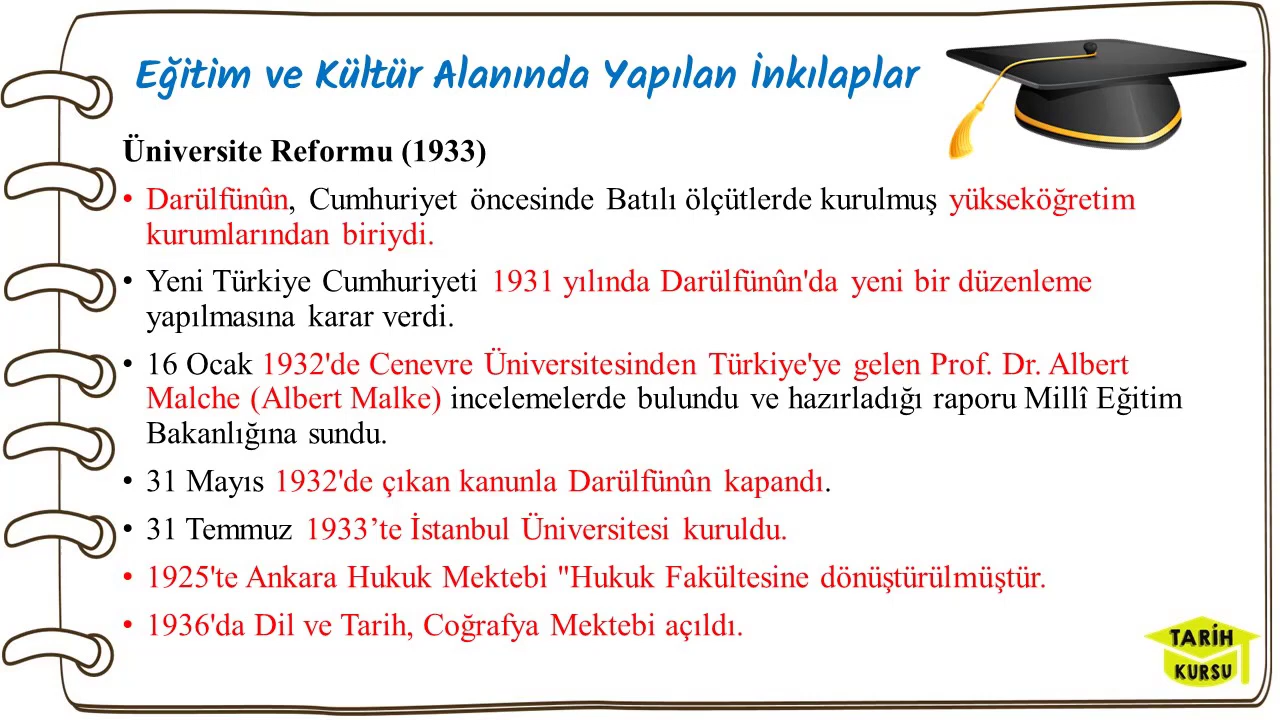 Eğitim ve Kültür Alanında Yapılan İnkılaplar
Üniversite Reformu (1933)
• Darülfünûn, Cumhuriyet öncesinde Batılı ölçütlerde kurulmuş yükseköğretim
kurumlarından biriydi.
• Yeni Türkiye Cumhuriyeti 1931 yılında Darülfünûn'da yeni bir düzenleme
yapılmasına karar verdi.
• 16 Ocak 1932'de Cenevre Üniversitesinden Türkiye'ye gelen Prof. Dr. Albert
Malche (Albert Malke) incelemelerde bulundu ve hazırladığı raporu Millî Eğitim
Bakanlığına sundu.
• 31 Mayıs 1932'de çıkan kanunla Darülfünûn kapandı.
• 31 Temmuz 1933’te İstanbul Üniversitesi kuruldu.
• 1925'te Ankara Hukuk Mektebi "Hukuk Fakültesine dönüştürülmüştür.
• 1936'da Dil ve Tarih, Coğrafya Mektebi açıldı.
TARİH
KURSU